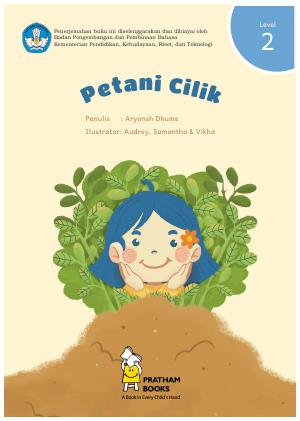 Penerjemahan buku ini diselenggarakan dan dibiayai oleh
Badan Pengembangan dan Pembinaan Bahasa
Kementerian Pendidikan, Kebudayaan, Riset, dan Teknologi
Level
2
Petani Cilik
Penulis : Aryansh Dhume
Ilustrator: Audrey, Samantha & Vikha
PRATHAM
BOOKS
A Book in Every Child's Hand